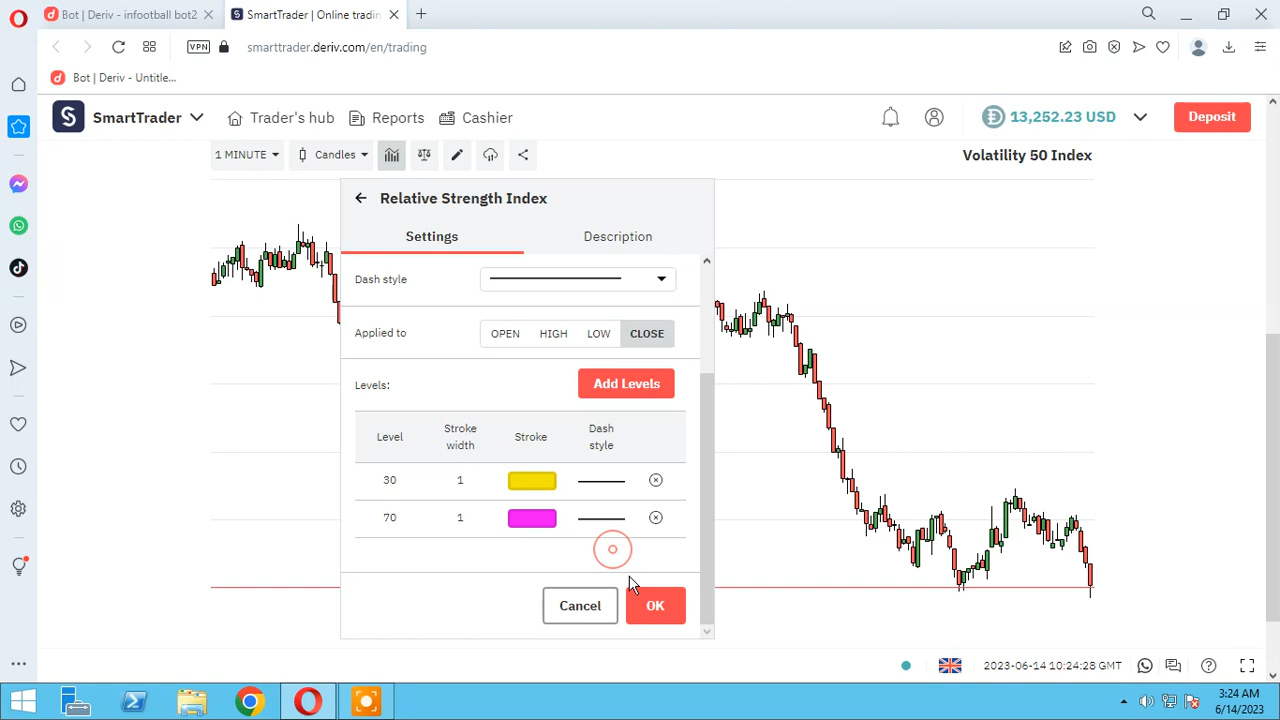 Bot | Deriv - infootball bot2
SmartTrader | Online tradin
VPN
smarttrader.deriv.com/en/trading
Bot | Deriv - Untitle...
S SmartTrader Trader's hub Reports Cashier 13,252.23 USD Deposit
1 MINUTE Candles Volatility 50 Index
Relative Strength Index
Settings Description
Dash style
Applied to OPEN HIGH LOW CLOSE
Levels: Add Levels
Level Stroke width Stroke Dash style
30 1
70 1
Cancel OK
2023-06-14 10:24:28 GMT
3:24 AM
6/14/2023